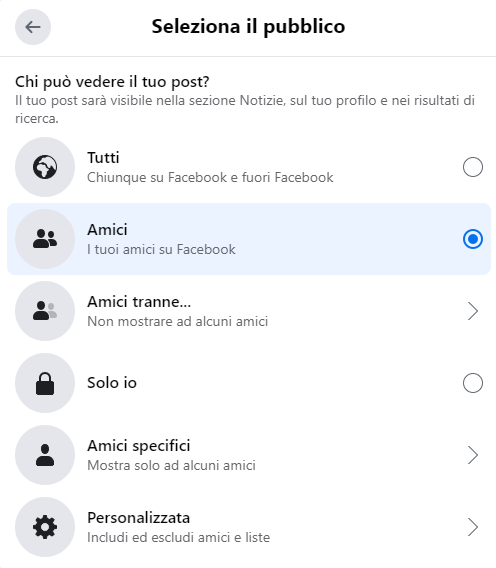 Seleziona il pubblico
Chi può vedere il tuo post?
Il tuo post sarà visibile nella sezione Notizie, sul tuo profilo e nei risultati di
ricerca.
Tutti
Chiunque su Facebook e fuori Facebook
Amici
I tuoi amici su Facebook
Amici tranne...
Non mostrare ad alcuni amici
Solo io
Amici specifici
Mostra solo ad alcuni amici
Personalizzata
Includi ed escludi amici e liste